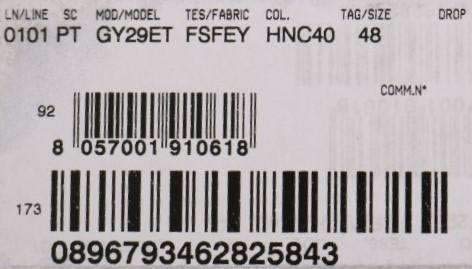 LN/LINE SC MOD/MODEL TES/FABRIC COL. TAG/SIZE DROP
0101 PT GY29ET FSFEY HNC40 48
COMM.N*
92
8 057001 910618
173
0896793462825843